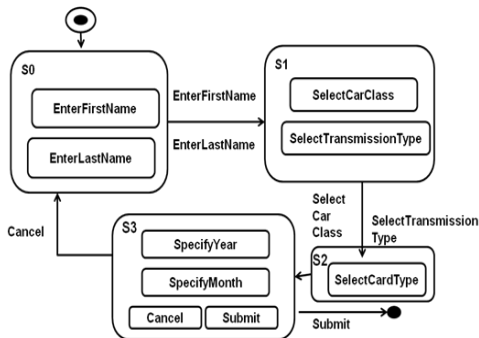 S0
EnterFirstName
EnterLastName
EnterFirstName
EnterLastName
S1
SelectCarClass
SelectTransmissionType
Select
Car
Class
SelectTransmission
Type
S2
SelectCardType
S3
SpecifyYear
SpecifyMonth
Cancel
Submit
Cancel
Submit